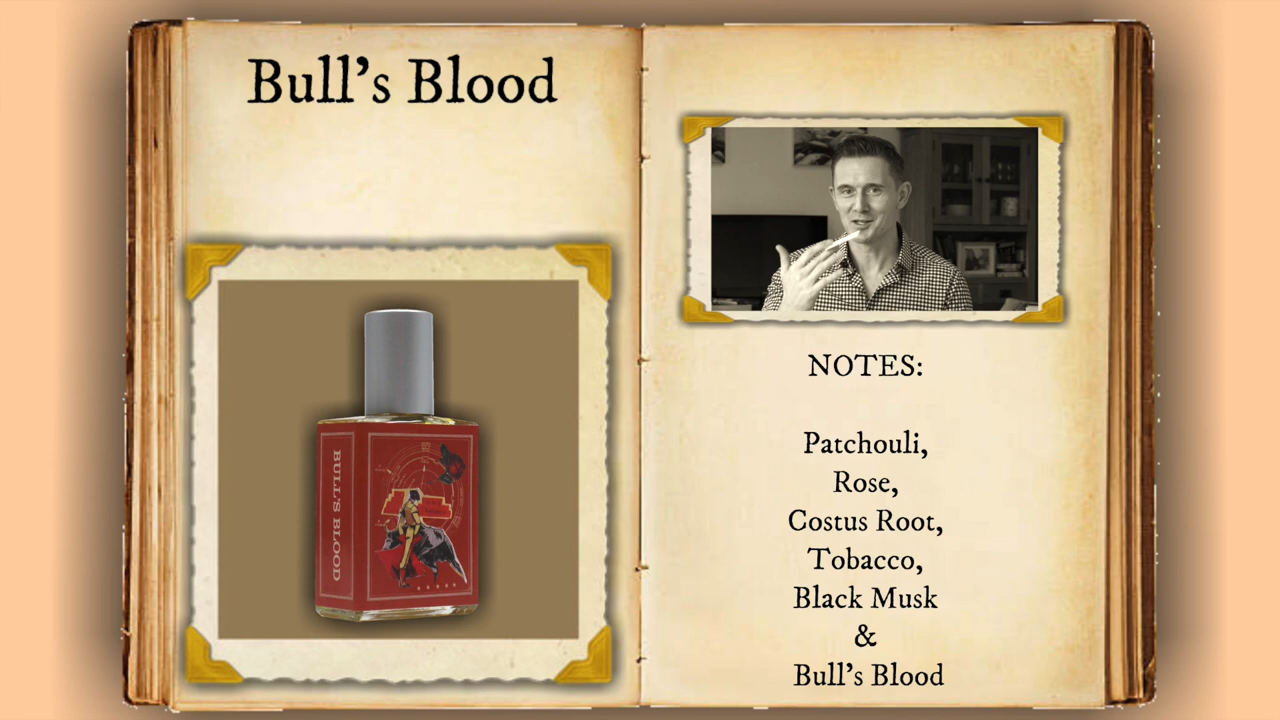 Bull's Blood
BULL'S BLOOD
NOTES:
Patchouli,
Rose,
Costus Root,
Tobacco,
Black Musk
&
Bull's Blood